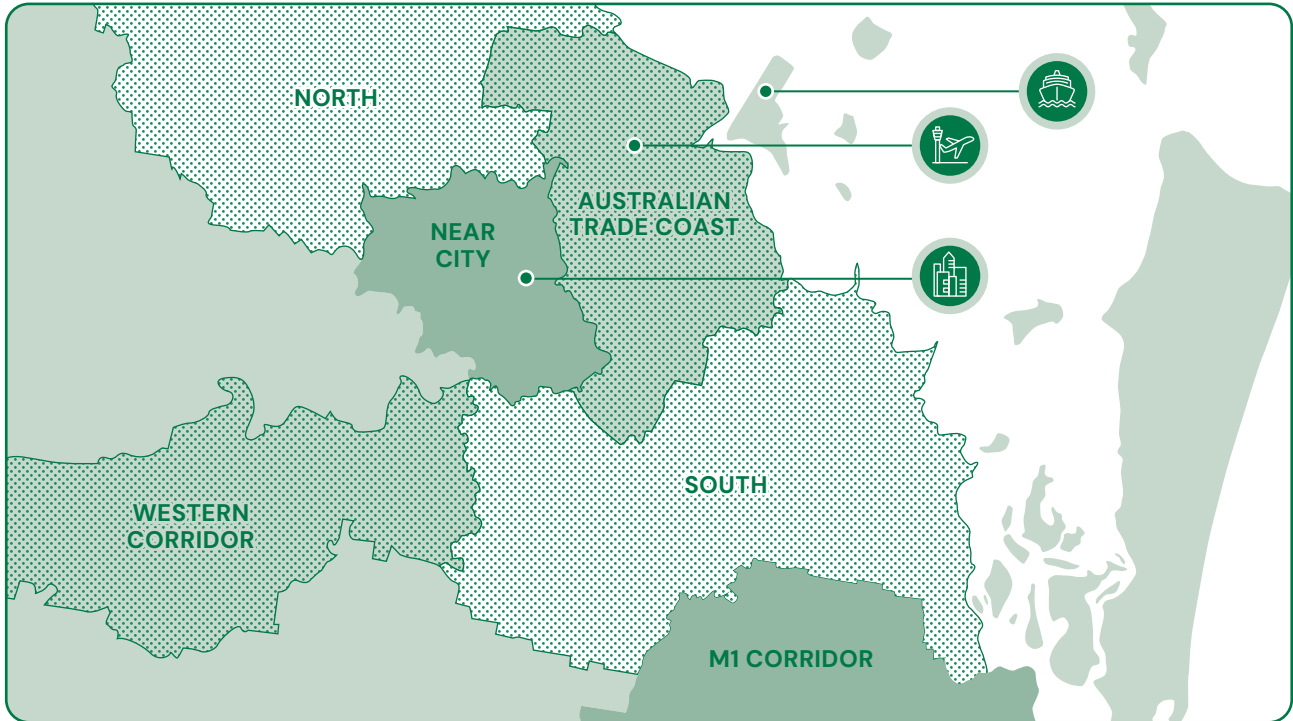 NORTH
AUSTRALIAN
TRADE COAST
NEAR
CITY
SOUTH
WESTERN
CORRIDOR
M1 CORRIDOR